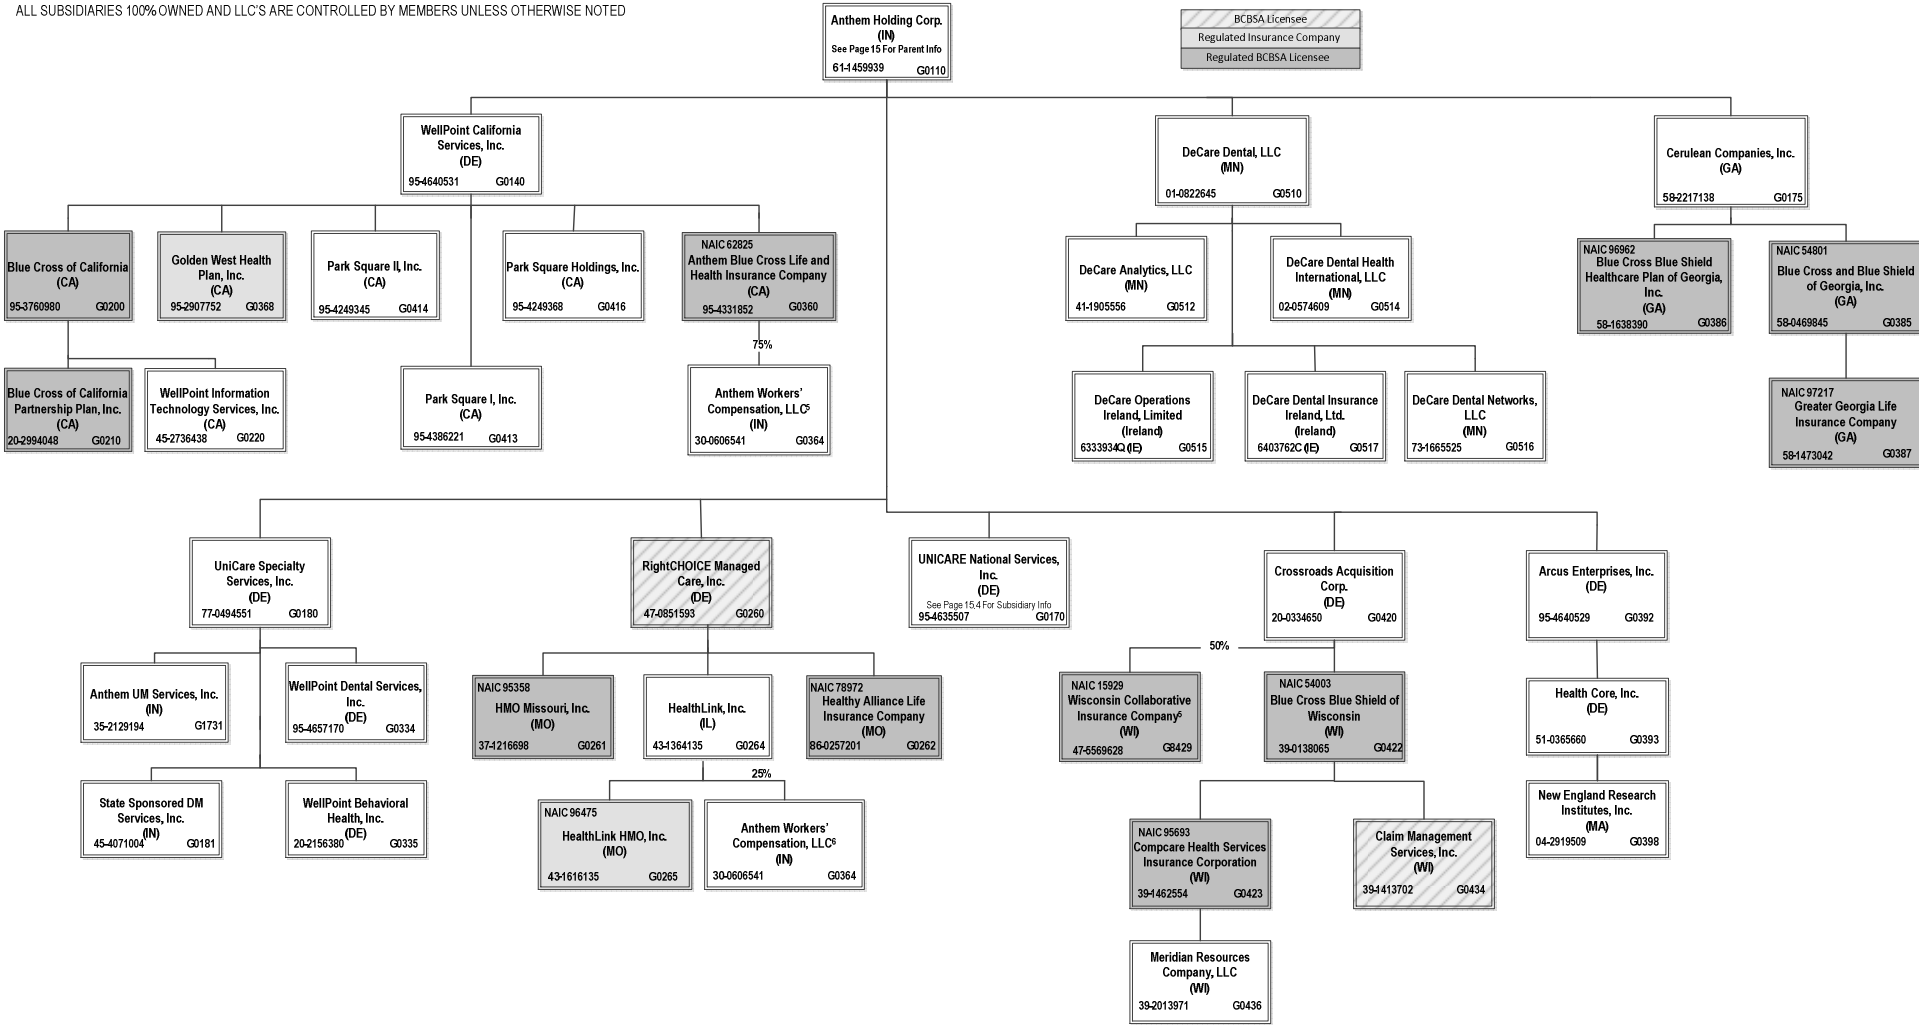 ALL SUBSIDIARIES 100% OWNED AND LLC'S ARE CONTROLLED BY MEMBERS UNLESS OTHERWISE NOTED
Anthem Holding Corp.
(IN)
See Page 15 For Parent Info
61-1459939 G0110
BCBSA Licensee
Regulated Insurance Company
Regulated BCBSA Licensee
WellPoint California
Services, Inc.
(DE)
95-4640531 G0140
DeCare Dental, LLC
(MN)
01-0822645 G0510
Cerulean Companies, Inc.
(GA)
58-2217138 G0175
Blue Cross of California
(CA)
95-3760980 G0200
Golden West Health
Plan, Inc.
(CA)
95-2907752 G0368
Park Square II, Inc.
(CA)
95-4249345 G0414
Park Square Holdings, Inc.
(CA)
95-4249368 G0416
NAIC 62825
Anthem Blue Cross Life and
Health Insurance Company
(CA)
95-4331852 G0360
DeCare Analytics, LLC
(MN)
41-1905556 G0512
DeCare Dental Health
International, LLC
(MN)
02-0574609 G0514
NAIC 96962
Blue Cross Blue Shield
Healthcare Plan of Georgia,
Inc.
(GA)
58-1638390 G0386
NAIC 54801
Blue Cross and Blue Shield
of Georgia, Inc.
(GA)
58-0469845 G0385
75%
Blue Cross of California
Partnership Plan, Inc.
(CA)
20-2994048 G0210
WellPoint Information
Technology Services, Inc.
(CA)
45-2736438 G0220
Park Square I, Inc.
(CA)
95-4386221 G0413
Anthem Workers'
Compensation, LLC⁵
(IN)
30-0606541 G0364
DeCare Operations
Ireland, Limited
(Ireland)
6333934Q(IE) G0515
DeCare Dental Insurance
Ireland, Ltd.
(Ireland)
6403762C(IE) G0517
DeCare Dental Networks,
LLC
(MN)
73-1665525 G0516
NAIC 97217
Greater Georgia Life
Insurance Company
(GA)
58-1473042 G0387
UniCare Specialty
Services, Inc.
(DE)
77-0494551 G0180
RightCHOICE Managed
Care, Inc.
(DE)
47-0851593 G0260
UNICARE National Services,
Inc.
(DE)
See Page 15.4 For Subsidiary Info
95-4635507 G0170
Crossroads Acquisition
Corp.
(DE)
20-0334650 G0420
Arcus Enterprises, Inc.
(DE)
95-4640529 G0392
50%
Anthem UM Services, Inc.
(IN)
35-2129194 G1731
WellPoint Dental Services,
Inc.
(DE)
95-4657170 G0334
NAIC 95358
HMO Missouri, Inc.
(MO)
37-1216698 G0261
HealthLink, Inc.
(IL)
43-1364135 G0264
NAIC 78972
Healthy Alliance Life
Insurance Company
(MO)
86-0257201 G0262
NAIC 15929
Wisconsin Collaborative
Insurance Company⁵
(WI)
47-5569628 G8429
NAIC 54003
Blue Cross Blue Shield of
Wisconsin
(WI)
39-0138065 G0422
Health Core, Inc.
(DE)
51-0365660 G0393
25%
State Sponsored DM
Services, Inc.
(IN)
45-4071004 G0181
WellPoint Behavioral
Health, Inc.
(DE)
20-2156380 G0335
NAIC 96475
HealthLink HMO, Inc.
(MO)
43-1616135 G0265
Anthem Workers'
Compensation, LLC⁶
(IN)
30-0606541 G0364
NAIC 95693
Compcare Health Services
Insurance Corporation
(WI)
39-1462554 G0423
Claim Management
Services, Inc.
(WI)
39-1413702 G0434
New England Research
Institutes, Inc.
(MA)
04-2919509 G0398
Meridian Resources
Company, LLC
(WI)
39-2013971 G0436